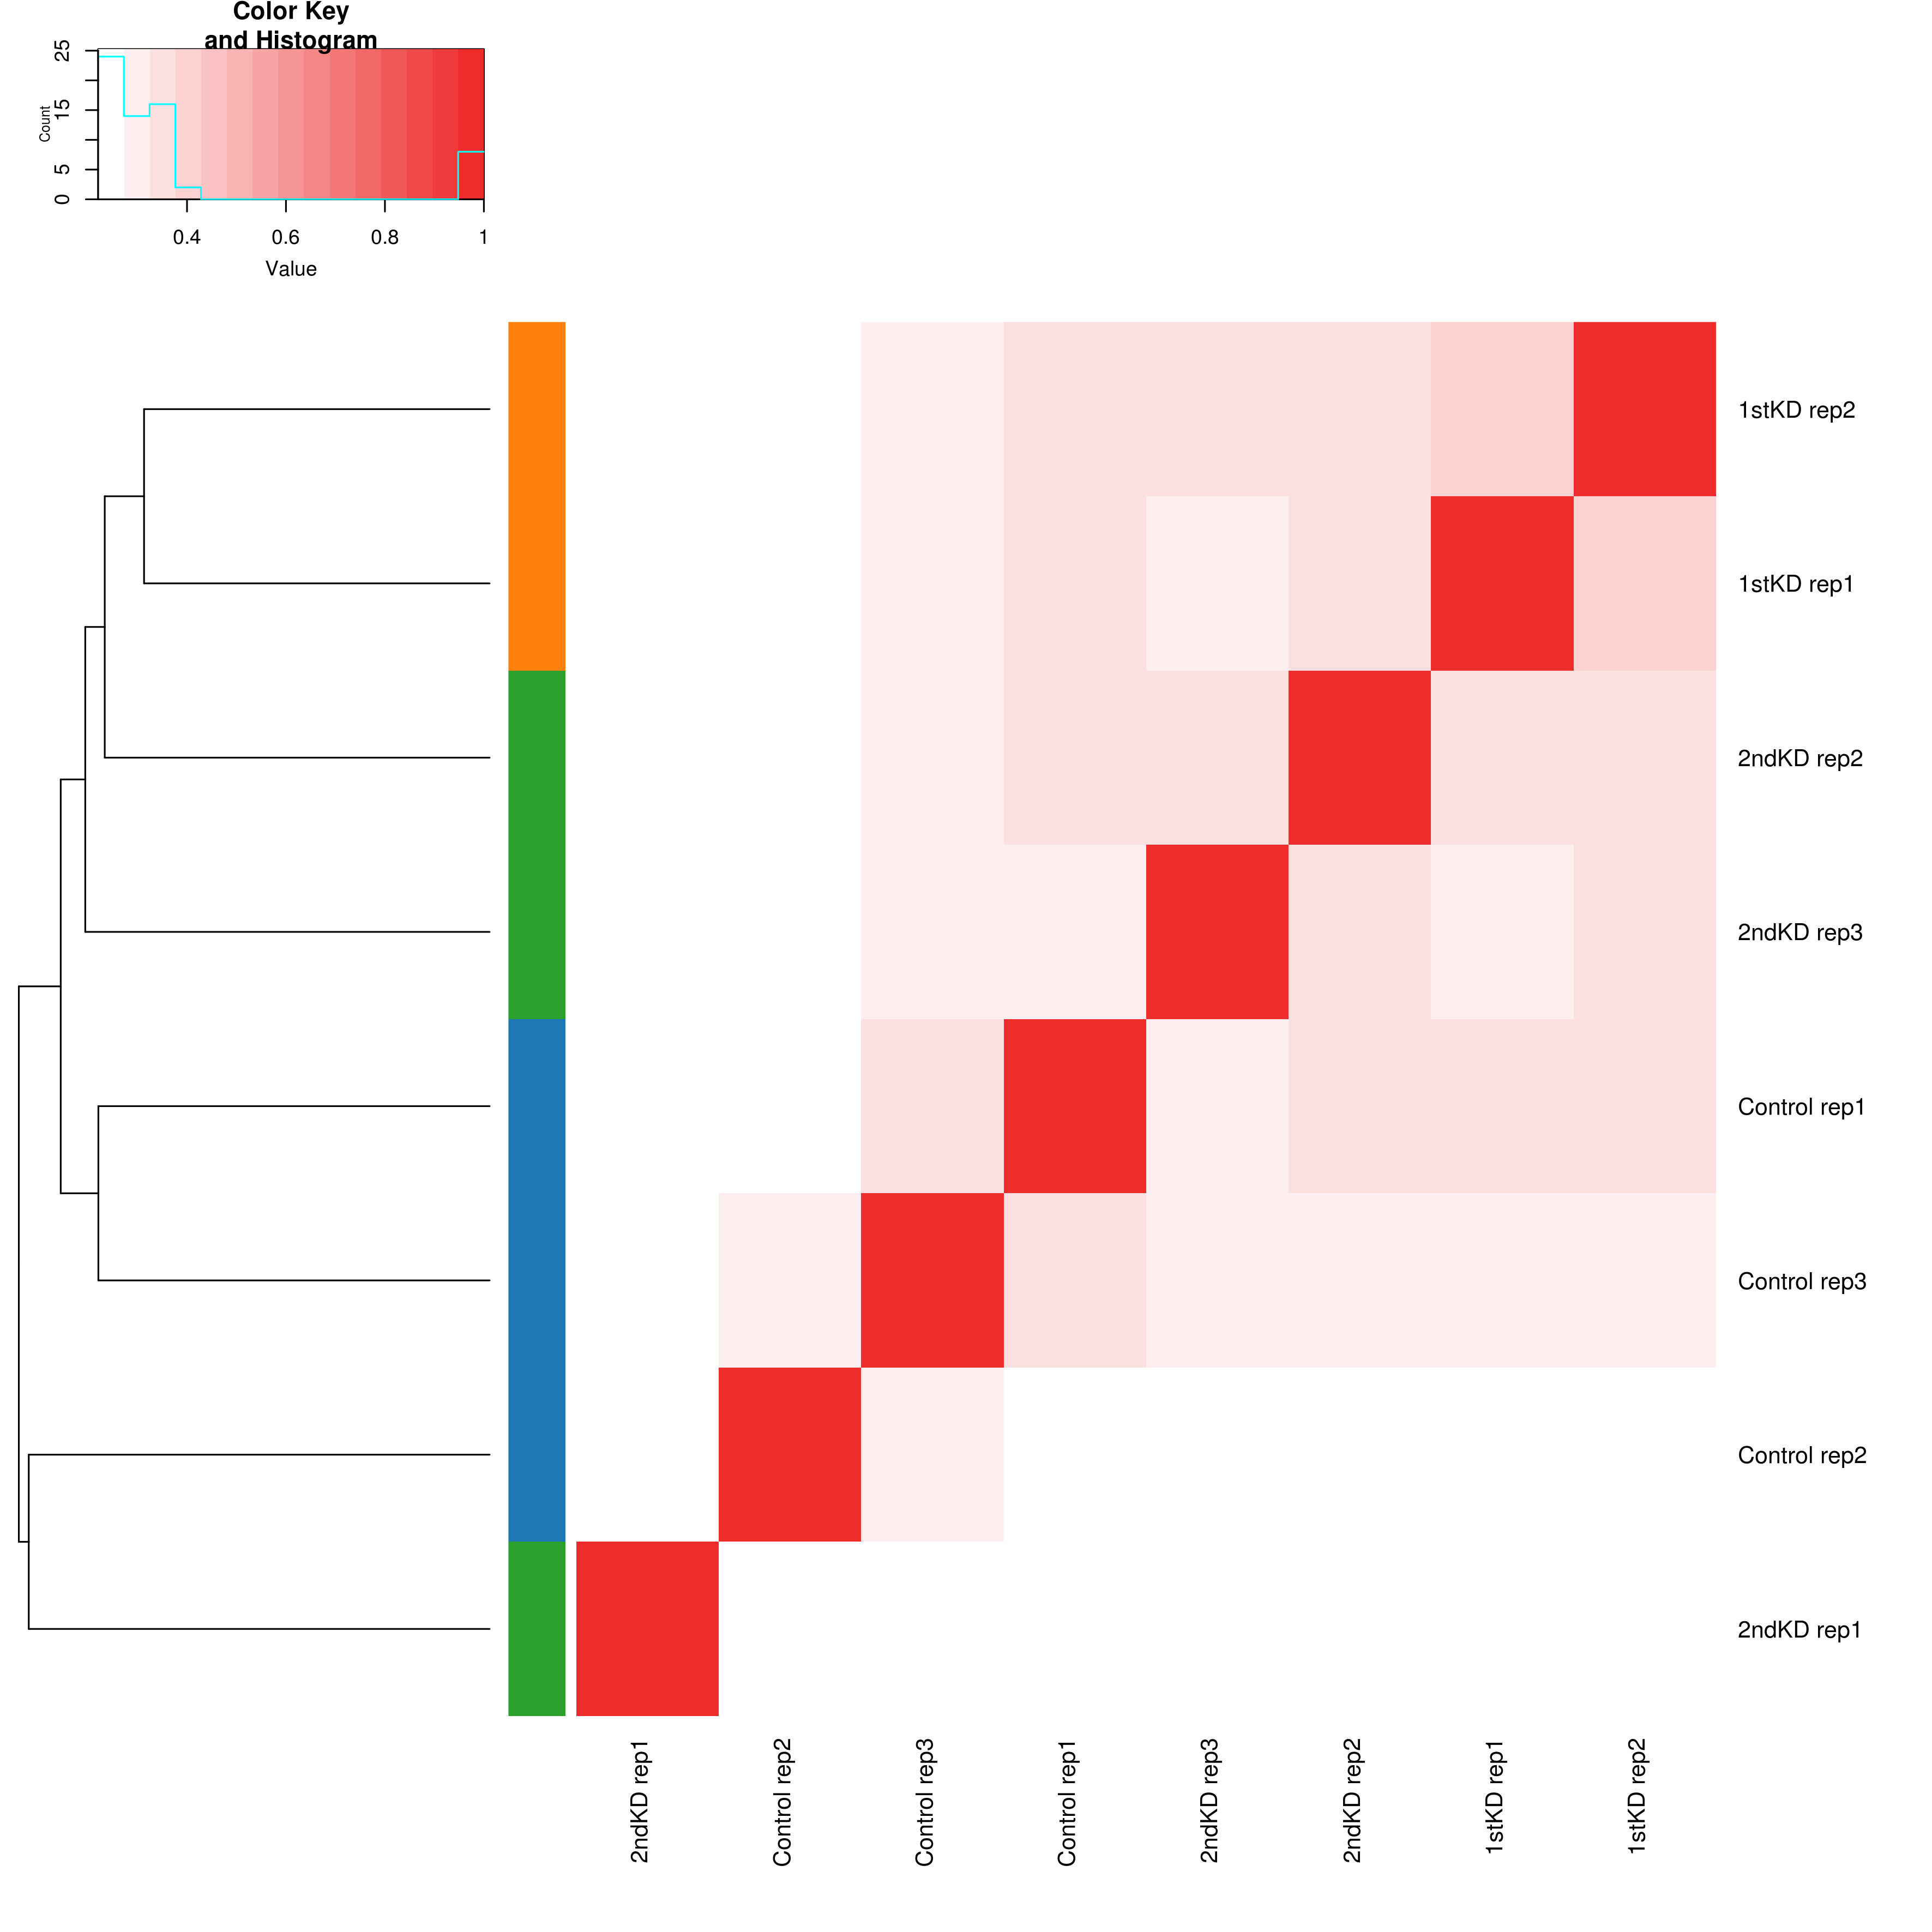 Color Key
and Histogram
25
15
5
0
Count
0.4 0.6 0.8 1
Value
1stKD rep2
1stKD rep1
2ndKD rep2
2ndKD rep3
Control rep1
Control rep3
Control rep2
2ndKD rep1
2ndKD rep1
Control rep2
Control rep3
Control rep1
2ndKD rep3
2ndKD rep2
1stKD rep1
1stKD rep2